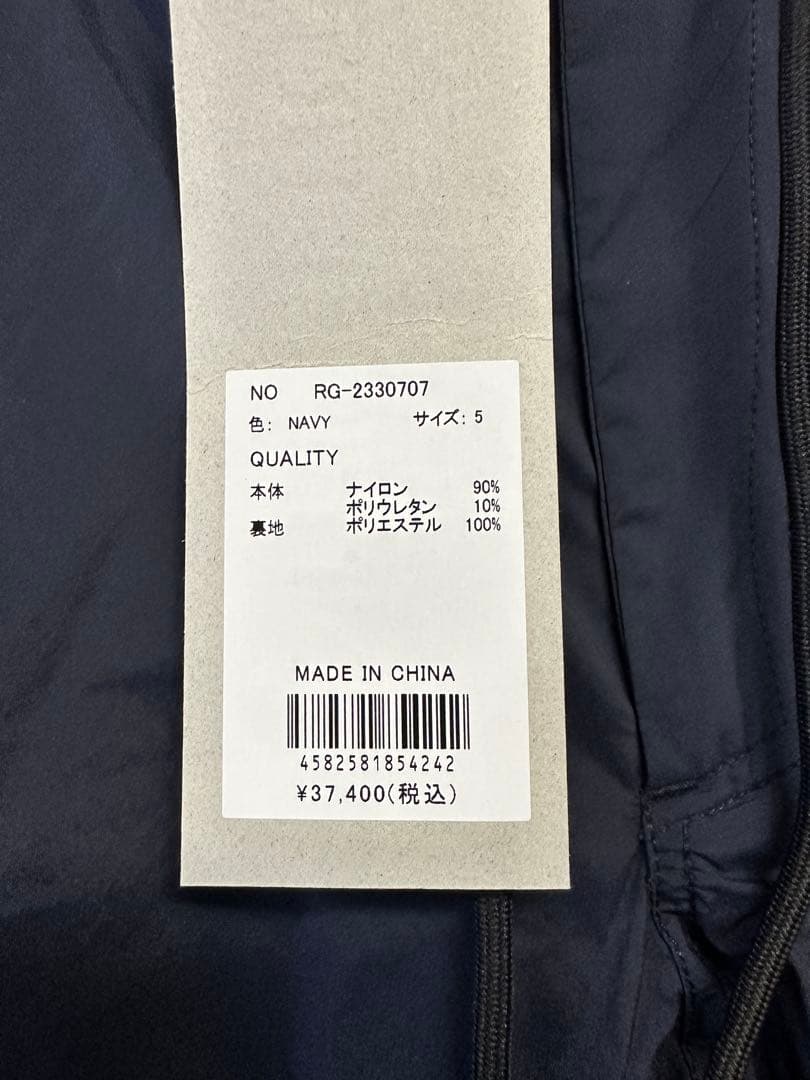 NO RG-2330707
色: NAVY サイズ: 5
QUALITY
本体 ナイロン 90%
ポリウレタン 10%
裏地 ポリエステル 100%
MADE IN CHINA
4582581854242
¥37,400(税込)